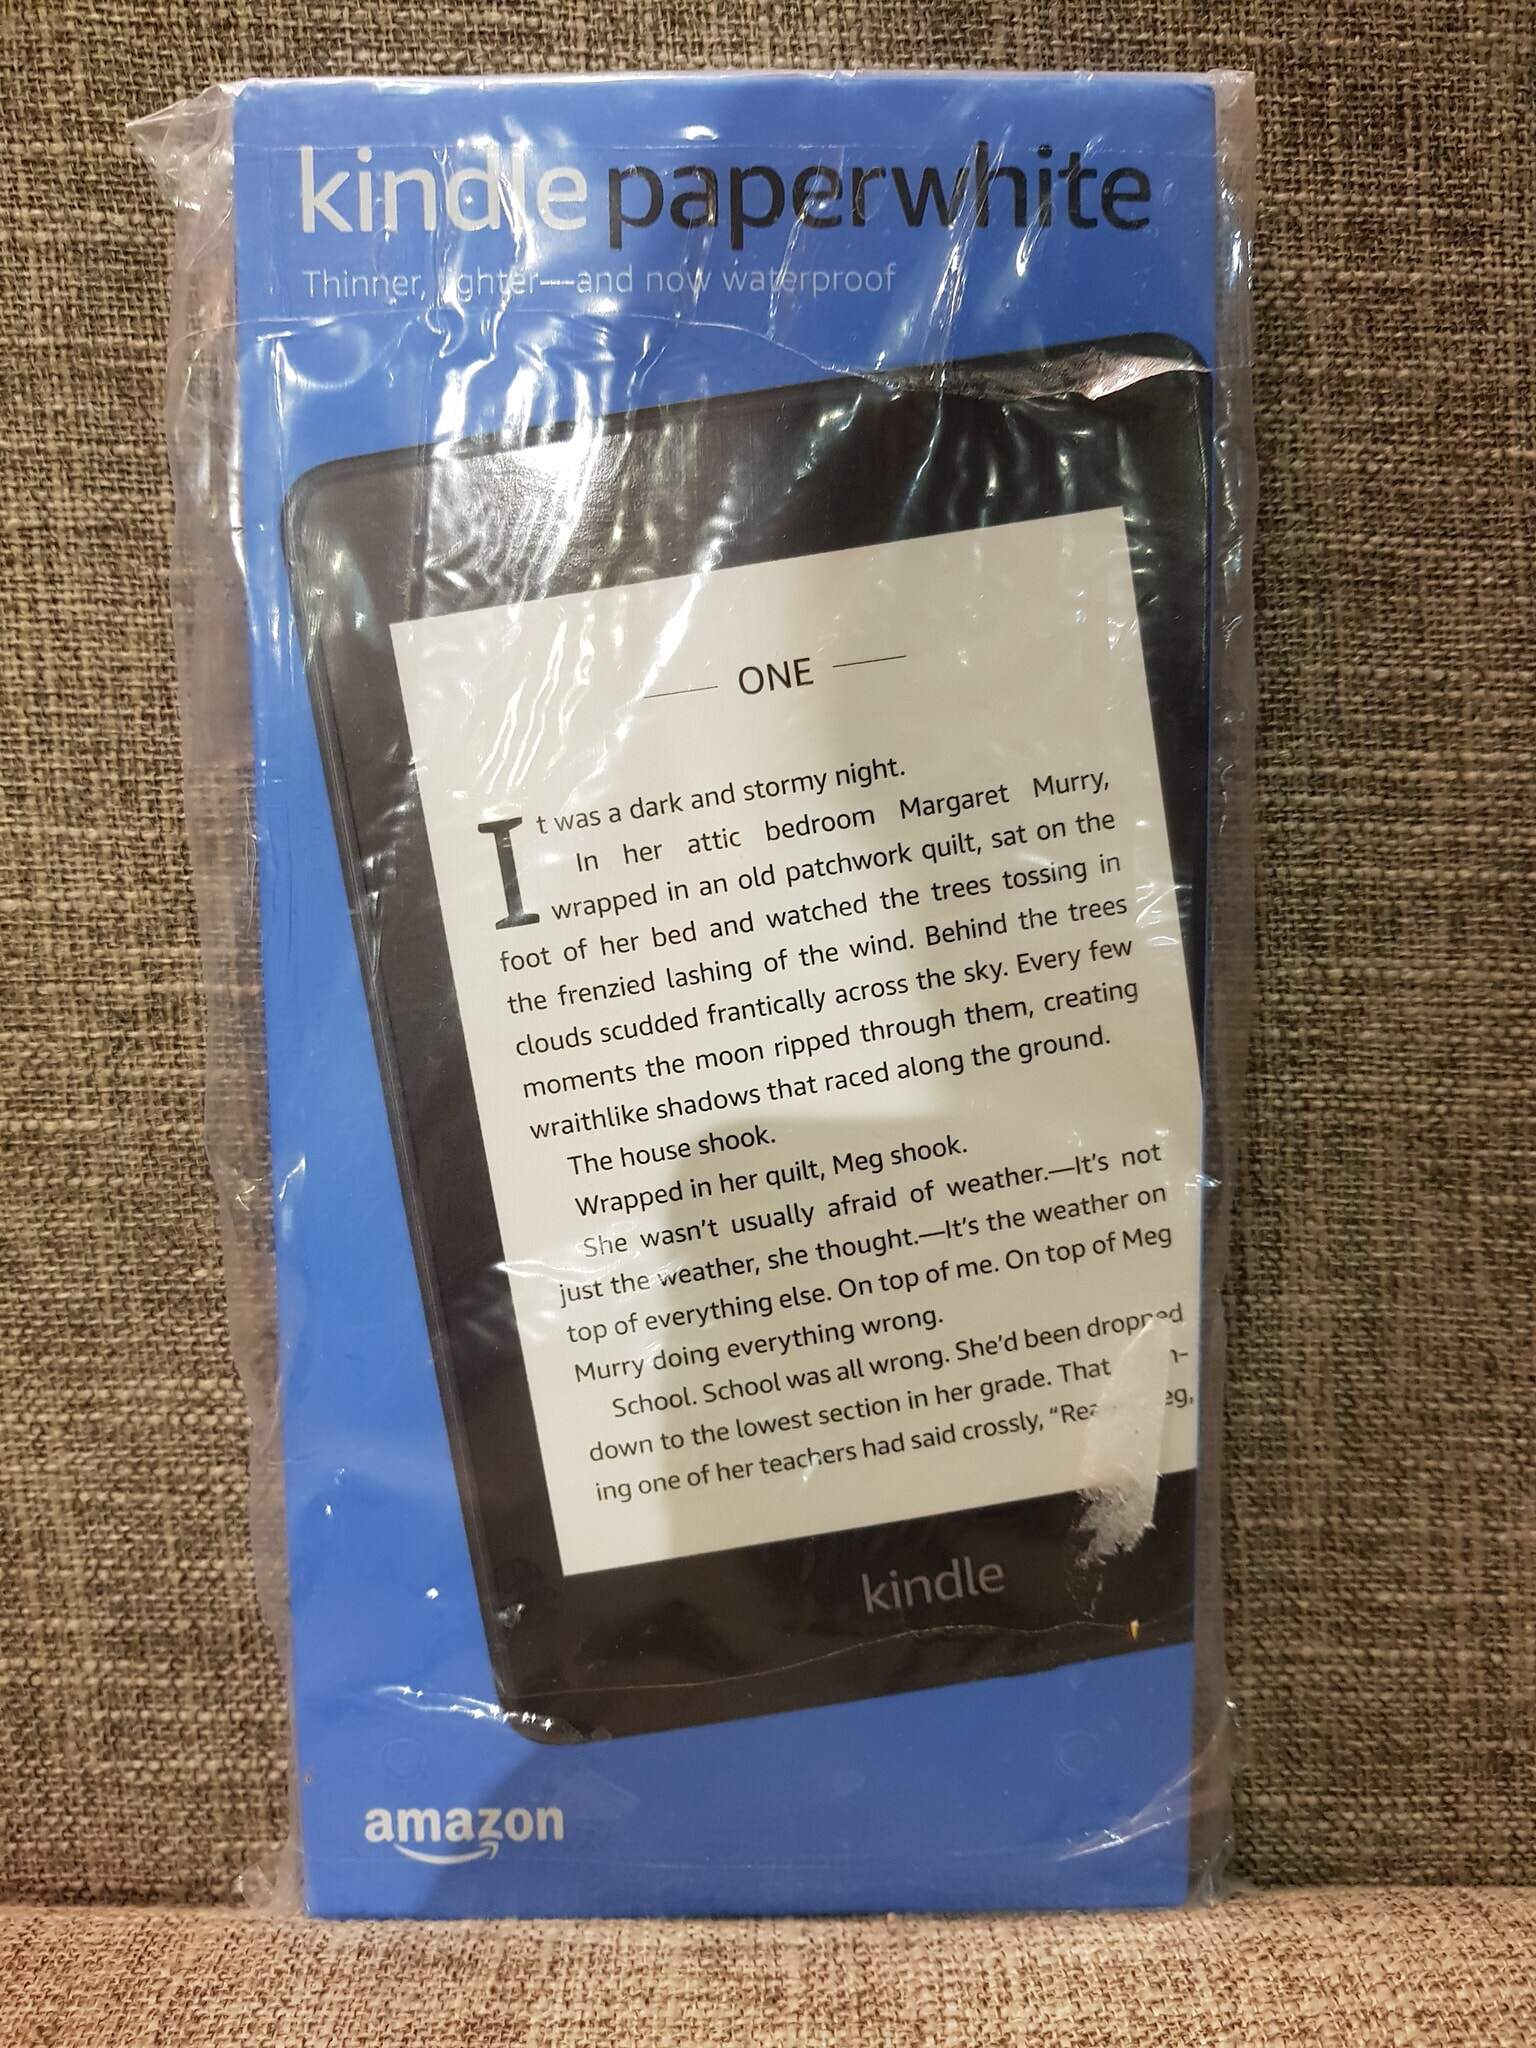 kindle paperwhite
Thinner, lighter—and now waterproof
ONE
It was a dark and stormy night.
In her attic bedroom Margaret Murry,
wrapped in an old patchwork quilt, sat on the
foot of her bed and watched the trees tossing in
the frenzied lashing of the wind. Behind the trees
clouds scudded frantically across the sky. Every few
moments the moon ripped through them, creating
wraithlike shadows that raced along the ground.
The house shook.
Wrapped in her quilt, Meg shook.
She wasn't usually afraid of weather.—It's not
just the weather, she thought.—It's the weather on
top of everything else. On top of me. On top of Meg
Murry doing everything wrong.
School. School was all wrong. She'd been dropped
down to the lowest section in her grade. That
ing one of her teachers had said crossly,
kindle
amazon